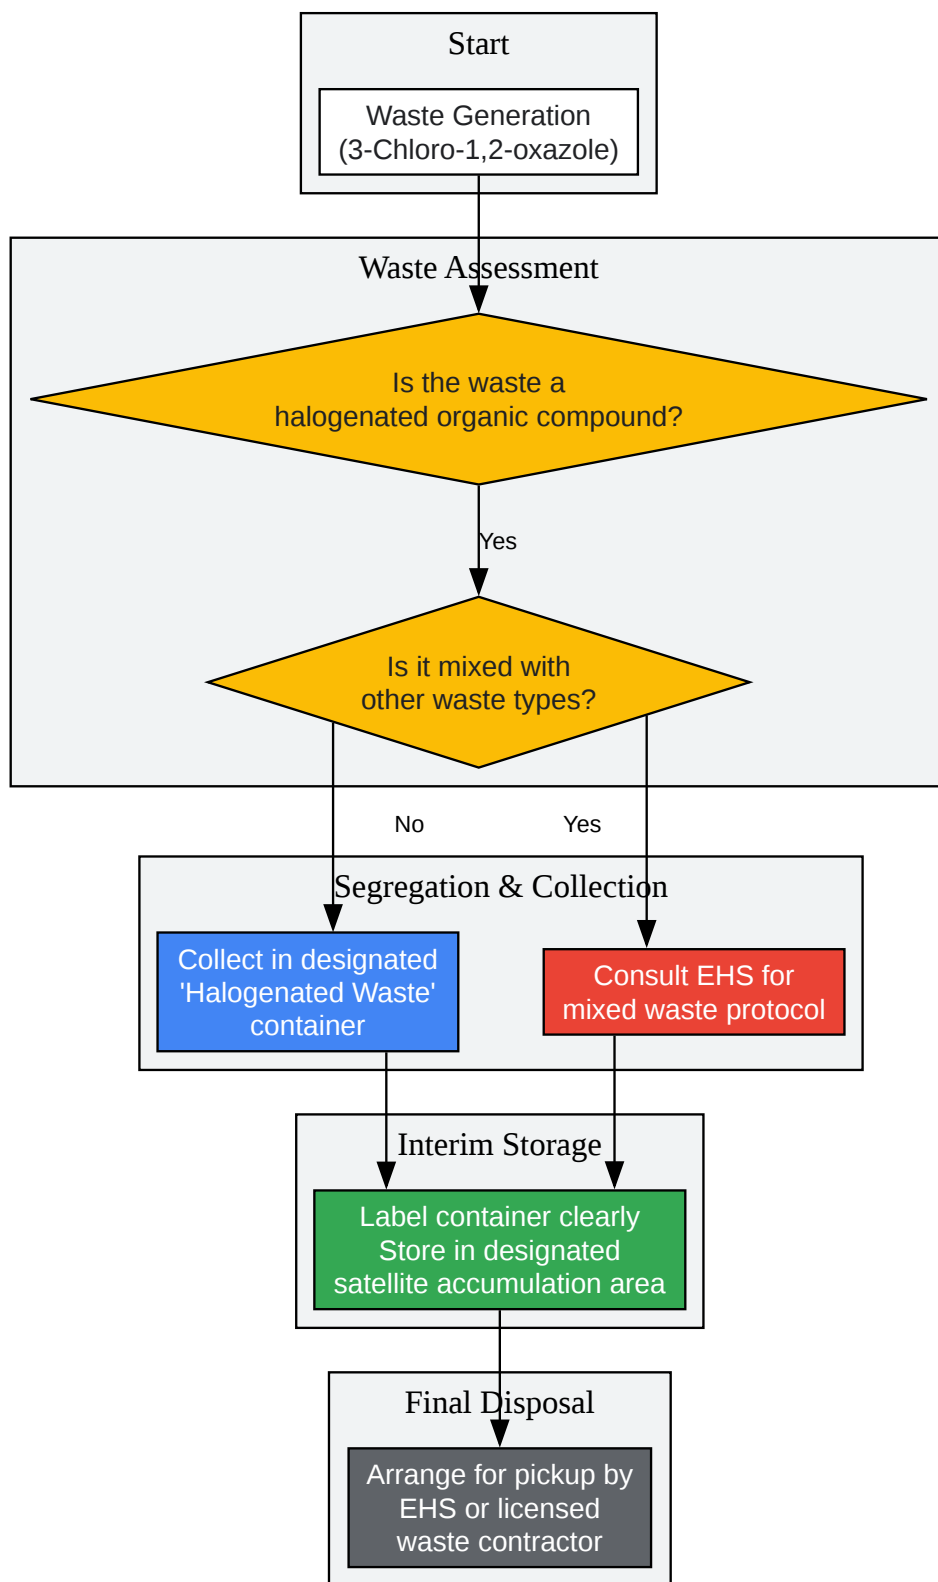 Start
Waste Generation
(3-Chloro-1,2-oxazole)
Waste Assessment
Is the waste a
halogenated organic compound?
Yes
Is it mixed with
other waste types?
No
Yes
Segregation & Collection
Collect in designated
'Halogenated Waste'
container
Consult EHS for
mixed waste protocol
Interim Storage
Label container clearly
Store in designated
satellite accumulation area
Final Disposal
Arrange for pickup by
EHS or licensed
waste contractor